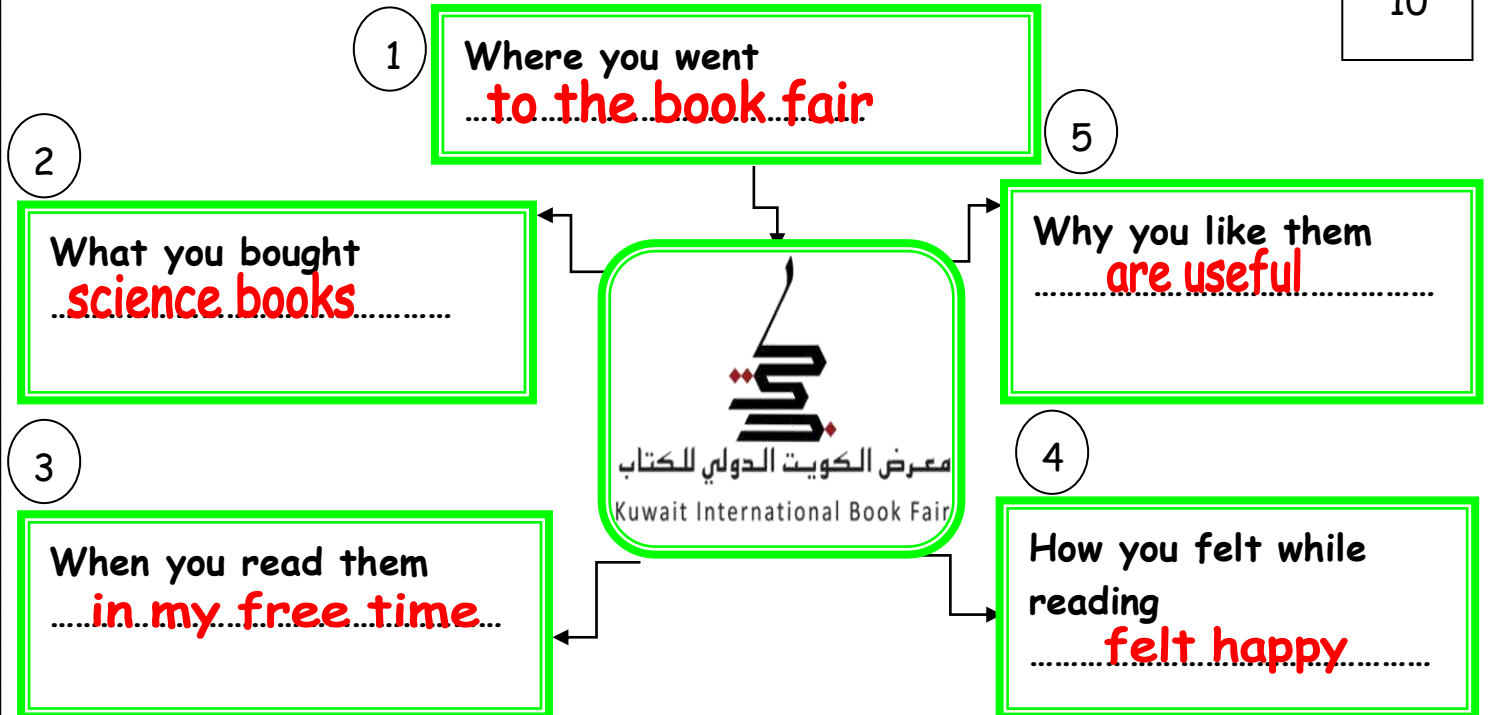 10
1
Where you went
to the book fair
2
What you bought
science books
3
When you read them
in my free time
4
How you felt while
reading
felt happy
5
Why you like them
are useful
معرض الكويت الدولي للكتاب
Kuwait International Book Fair